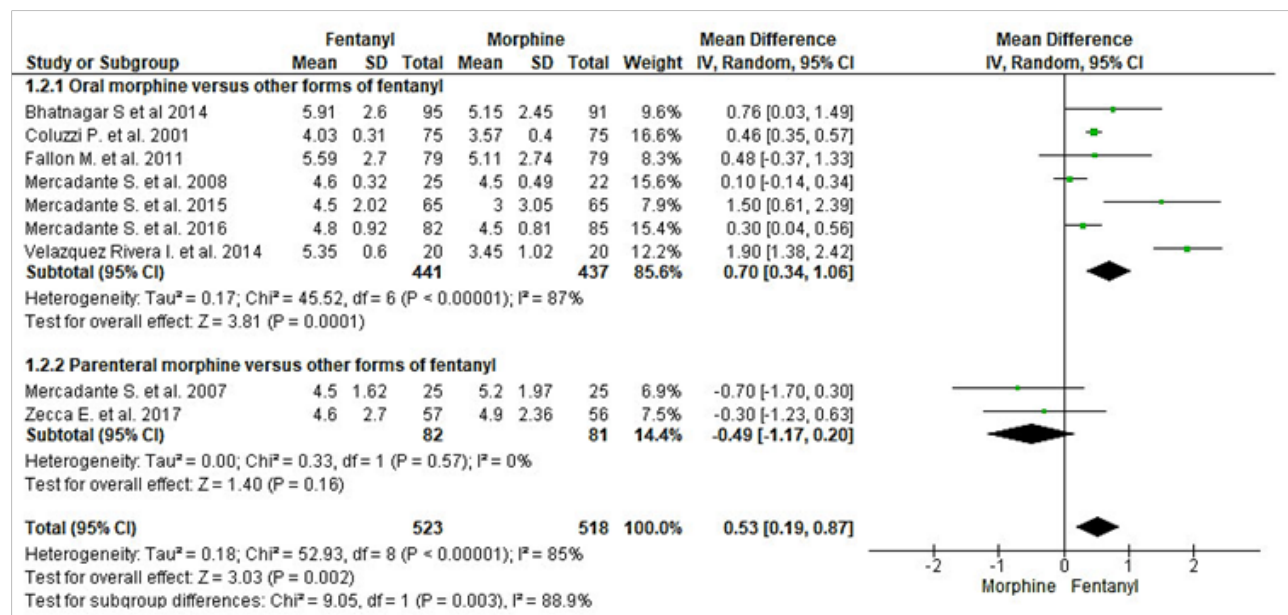 Fentanyl Morphine Mean Difference Mean Difference
Study or Subgroup Mean SD Total Mean SD Total Weight IV, Random, 95% CI IV, Random, 95% CI
1.2.1 Oral morphine versus other forms of fentanyl
Bhatnagar S et al 2014 5.91 2.6 95 5.15 2.45 91 9.6% 0.76 [0.03, 1.49]
Coluzzi P. et al. 2001 4.03 0.31 75 3.57 0.4 75 16.6% 0.46 [0.35, 0.57]
Fallon M. et al. 2011 5.59 2.7 79 5.11 2.74 79 8.3% 0.48 [-0.37, 1.33]
Mercadante S. et al. 2008 4.6 0.32 25 4.5 0.49 22 15.6% 0.10 [-0.14, 0.34]
Mercadante S. et al. 2015 4.5 2.02 65 3 3.05 65 7.9% 1.50 [0.61, 2.39]
Mercadante S. et al. 2016 4.8 0.92 82 4.5 0.81 85 15.4% 0.30 [0.04, 0.56]
Velazquez Rivera I. et al. 2014 5.35 0.6 20 3.45 1.02 20 12.2% 1.90 [1.38, 2.42]
Subtotal (95% CI) 441 437 85.6% 0.70 [0.34, 1.06]
Heterogeneity: Tau² = 0.17; Chi² = 45.52, df = 6 (P < 0.00001); I² = 87%
Test for overall effect: Z = 3.81 (P = 0.0001)
1.2.2 Parenteral morphine versus other forms of fentanyl
Mercadante S. et al. 2007 4.5 1.62 25 5.2 1.97 25 6.9% -0.70 [-1.70, 0.30]
Zecca E. et al. 2017 4.6 2.7 57 4.9 2.36 56 7.5% -0.30 [-1.23, 0.63]
Subtotal (95% CI) 82 81 14.4% -0.49 [-1.17, 0.20]
Heterogeneity: Tau² = 0.00; Chi² = 0.33, df = 1 (P = 0.57); I² = 0%
Test for overall effect: Z = 1.40 (P = 0.16)
Total (95% CI) 523 518 100.0% 0.53 [0.19, 0.87]
Heterogeneity: Tau² = 0.18; Chi² = 52.93, df = 8 (P < 0.00001); I² = 85%
Test for overall effect: Z = 3.03 (P = 0.002)
Test for subgroup differences: Chi² = 9.05, df = 1 (P = 0.003), I² = 88.9%
-2 -1 0 1 2
Morphine Fentanyl